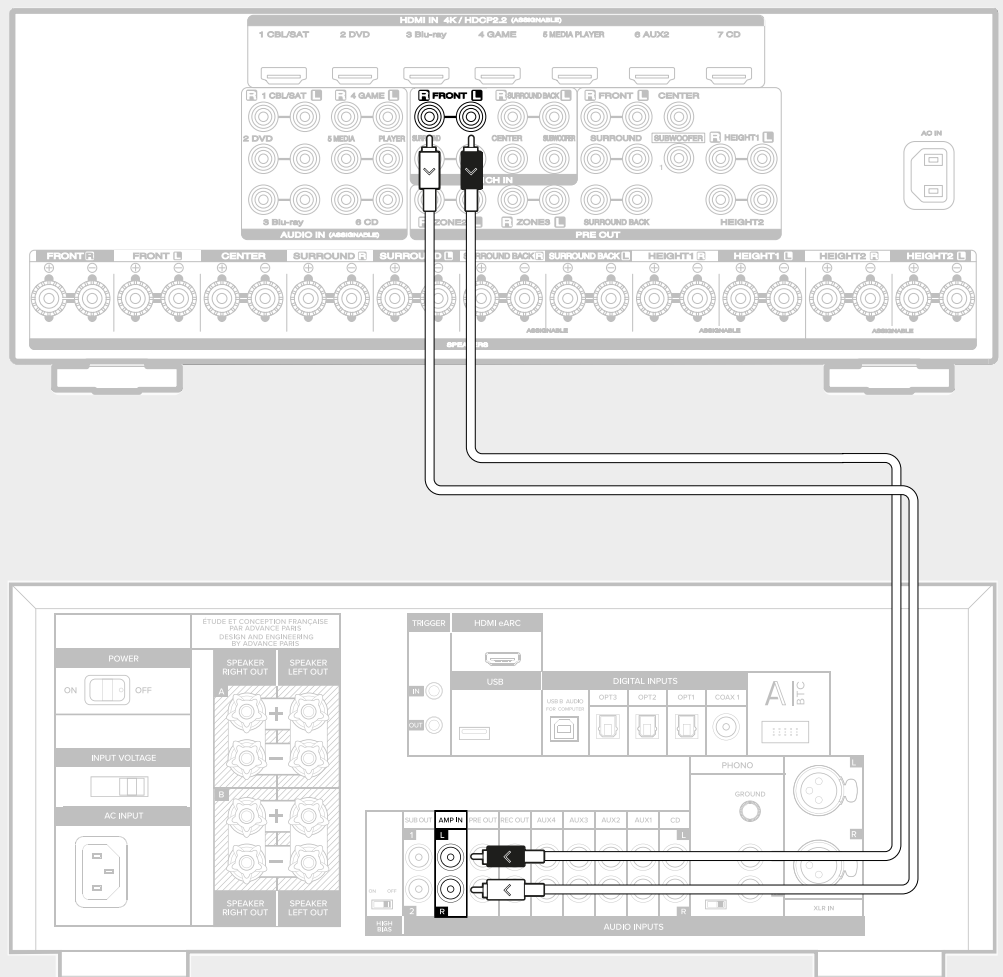 HDMI IN 4K / HDCP2.2 (ASSIGNABLE)
1 CBL/SAT 2 DVD 3 Blu-ray 4 GAME 5 MEDIA PLAYER 6 AUX2 7 CD
R 1 CBL/SAT L R 4 GAME L R FRONT L R SURROUND BACK L R FRONT L CENTER
2 DVD 5 MEDIA PLAYER SURROUND CENTER SUBWOOFER SURROUND SUBWOOFER R HEIGHT1 L
AC IN
1
CH IN
3 Blu-ray 6 CD R ZONE2 L R ZONE3 L SURROUND BACK HEIGHT2
AUDIO IN (ASSIGNABLE) PRE OUT
FRONT R FRONT L CENTER SURROUND R SURROUND L SURROUND BACK R SURROUND BACK L HEIGHT1 R HEIGHT1 L HEIGHT2 R HEIGHT2 L
ASSIGNABLE ASSIGNABLE ASSIGNABLE
SPEAKERS
ÉTUDE ET CONCEPTION FRANÇAISE
PAR ADVANCE PARIS
DESIGN AND ENGINEERING
BY ADVANCE PARIS
POWER
ON OFF
INPUT VOLTAGE
AC INPUT
SPEAKER RIGHT OUT
SPEAKER LEFT OUT
A
B
SPEAKER RIGHT OUT
SPEAKER LEFT OUT
TRIGGER HDMI eARC
IN
OUT
USB
DIGITAL INPUTS
USB B AUDIO
FOR COMPUTER
OPT3 OPT2 OPT1 COAX 1
A BTC
PHONO
GROUND
L
R
XLR IN
SUB OUT AMP IN PRE OUT REC OUT AUX4 AUX3 AUX2 AUX1 CD
1 L L
2 R R
ON OFF
HIGH BIAS
AUDIO INPUTS